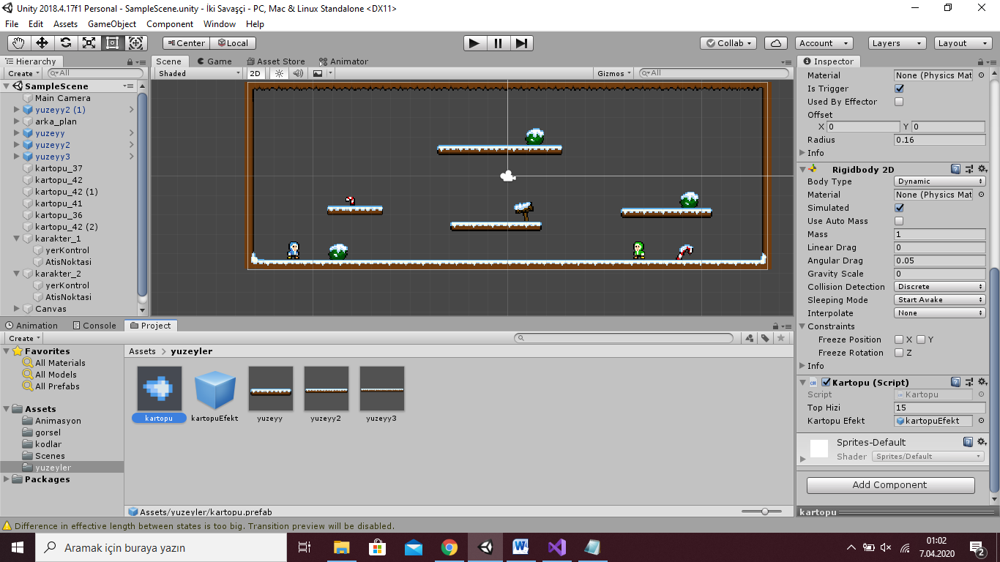 Unity 2018.4.17f1 Personal - SampleScene.unity - İki Savaşçi - PC, Mac & Linux Standalone <DX11>
File Edit Assets GameObject Component Window Help
Center Local Collab Account Layers Layout
Hierarchy
Create All
SampleScene
Main Camera
yuzeyy2 (1)
arka_plan
yuzeyy
yuzeyy2
yuzeyy3
kartopu_37
kartopu_42
kartopu_42 (1)
kartopu_41
kartopu_36
kartopu_42 (2)
karakter_1
yerKontrol
AtisNoktasi
karakter_2
yerKontrol
AtisNoktasi
Canvas
Scene Game Asset Store Animator
Shaded 2D Gizmos All
Inspector
Material None (Physics Mat
Is Trigger
Used By Effector
Offset
X 0 Y 0
Radius 0.16
Info
Rigidbody 2D
Body Type Dynamic
Material None (Physics Mat
Simulated
Use Auto Mass
Mass 1
Linear Drag 0
Angular Drag 0.05
Gravity Scale 0
Collision Detection Discrete
Sleeping Mode Start Awake
Interpolate None
Constraints
Freeze Position X Y
Freeze Rotation Z
Info
Kartopu (Script)
Script Kartopu
Top Hizi 15
Kartopu Efekt kartopuEfekt
Sprites-Default
Shader Sprites/Default
Add Component
kartopu
Animation Console Project
Create
Favorites
All Materials
All Models
All Prefabs
Assets
Animasyon
gorsel
kodlar
Scenes
yuzeyler
Packages
Assets yuzeyler
kartopu kartopuEfekt yuzeyy yuzeyy2 yuzeyy3
Assets/yuzeyler/kartopu.prefab
Difference in effective length between states is too big. Transition preview will be disabled.
Aramak için buraya yazın
01:02
7.04.2020
2